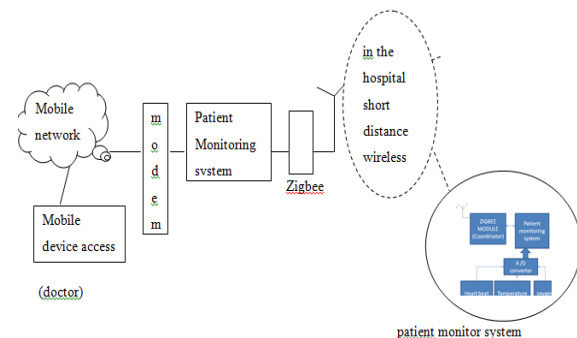 Mobile
network
Mobile
device access
(doctor)
m
o
d
e
m
Patient
Monitoring
system
Zigbee
in the
hospital
short
distance
wireless
ZIGBEE
MODULE
(Coordinator)
Patient
monitoring
system
A /D
converter
Heart beat
Temperature
patient monitor system